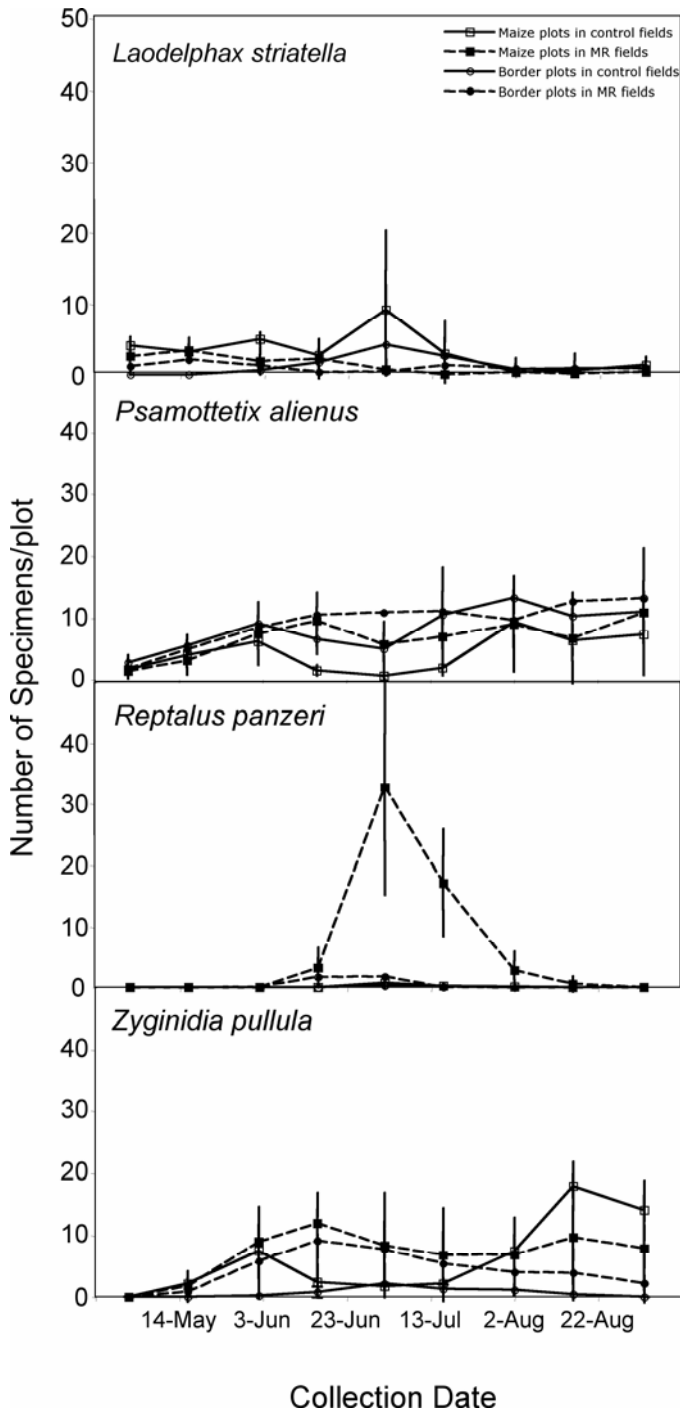 50
Laodelphax striatella
Maize plots in control fields
Maize plots in MR fields
Border plots in control fields
Border plots in MR fields
40
30
20
10
0
Psamottetix alienus
40
30
20
10
0
Reptalus panzeri
40
30
20
10
0
Zyginidia pullula
40
30
20
10
0
Number of Specimens/plot
14-May 3-Jun 23-Jun 13-Jul 2-Aug 22-Aug
Collection Date